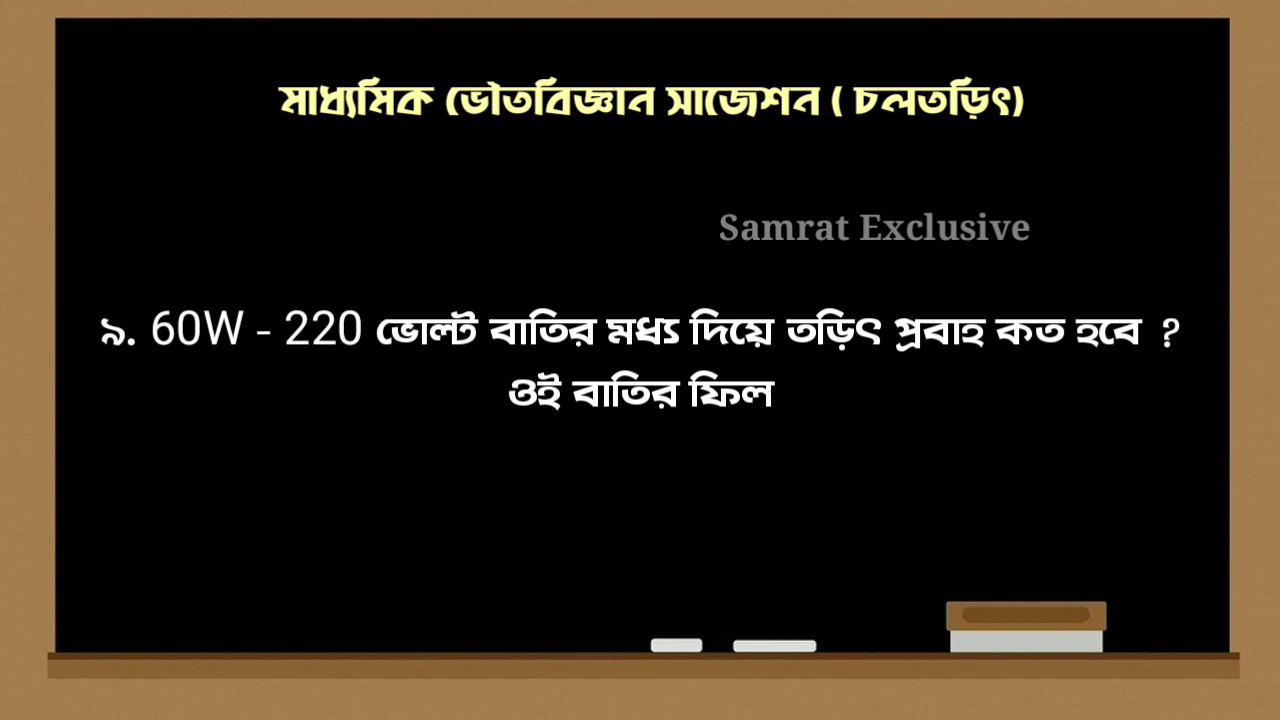 মাধ্যমিক ভৌতবিজ্ঞান সাজেশন ( চলতড়িৎ)
Samrat Exclusive
৯. 60W - 220 ভোল্ট বাতির মধ্য দিয়ে তড়িৎ প্রবাহ কত হবে ?
ওই বাতির ফিল